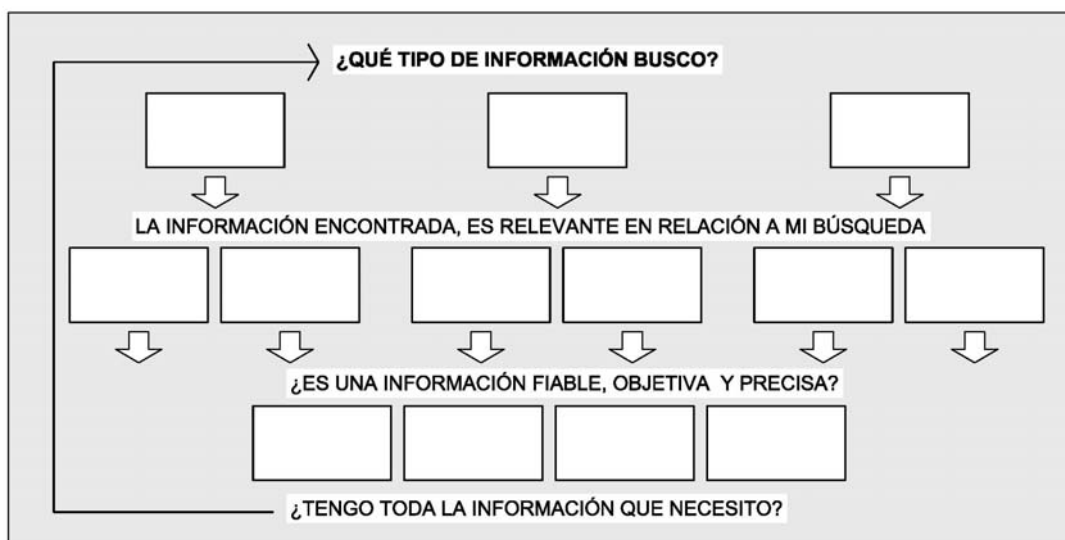 ¿QUÉ TIPO DE INFORMACIÓN BUSCO?
LA INFORMACIÓN ENCONTRADA, ES RELEVANTE EN RELACIÓN A MI BÚSQUEDA
¿ES UNA INFORMACIÓN FIABLE, OBJETIVA Y PRECISA?
¿TENGO TODA LA INFORMACIÓN QUE NECESITO?